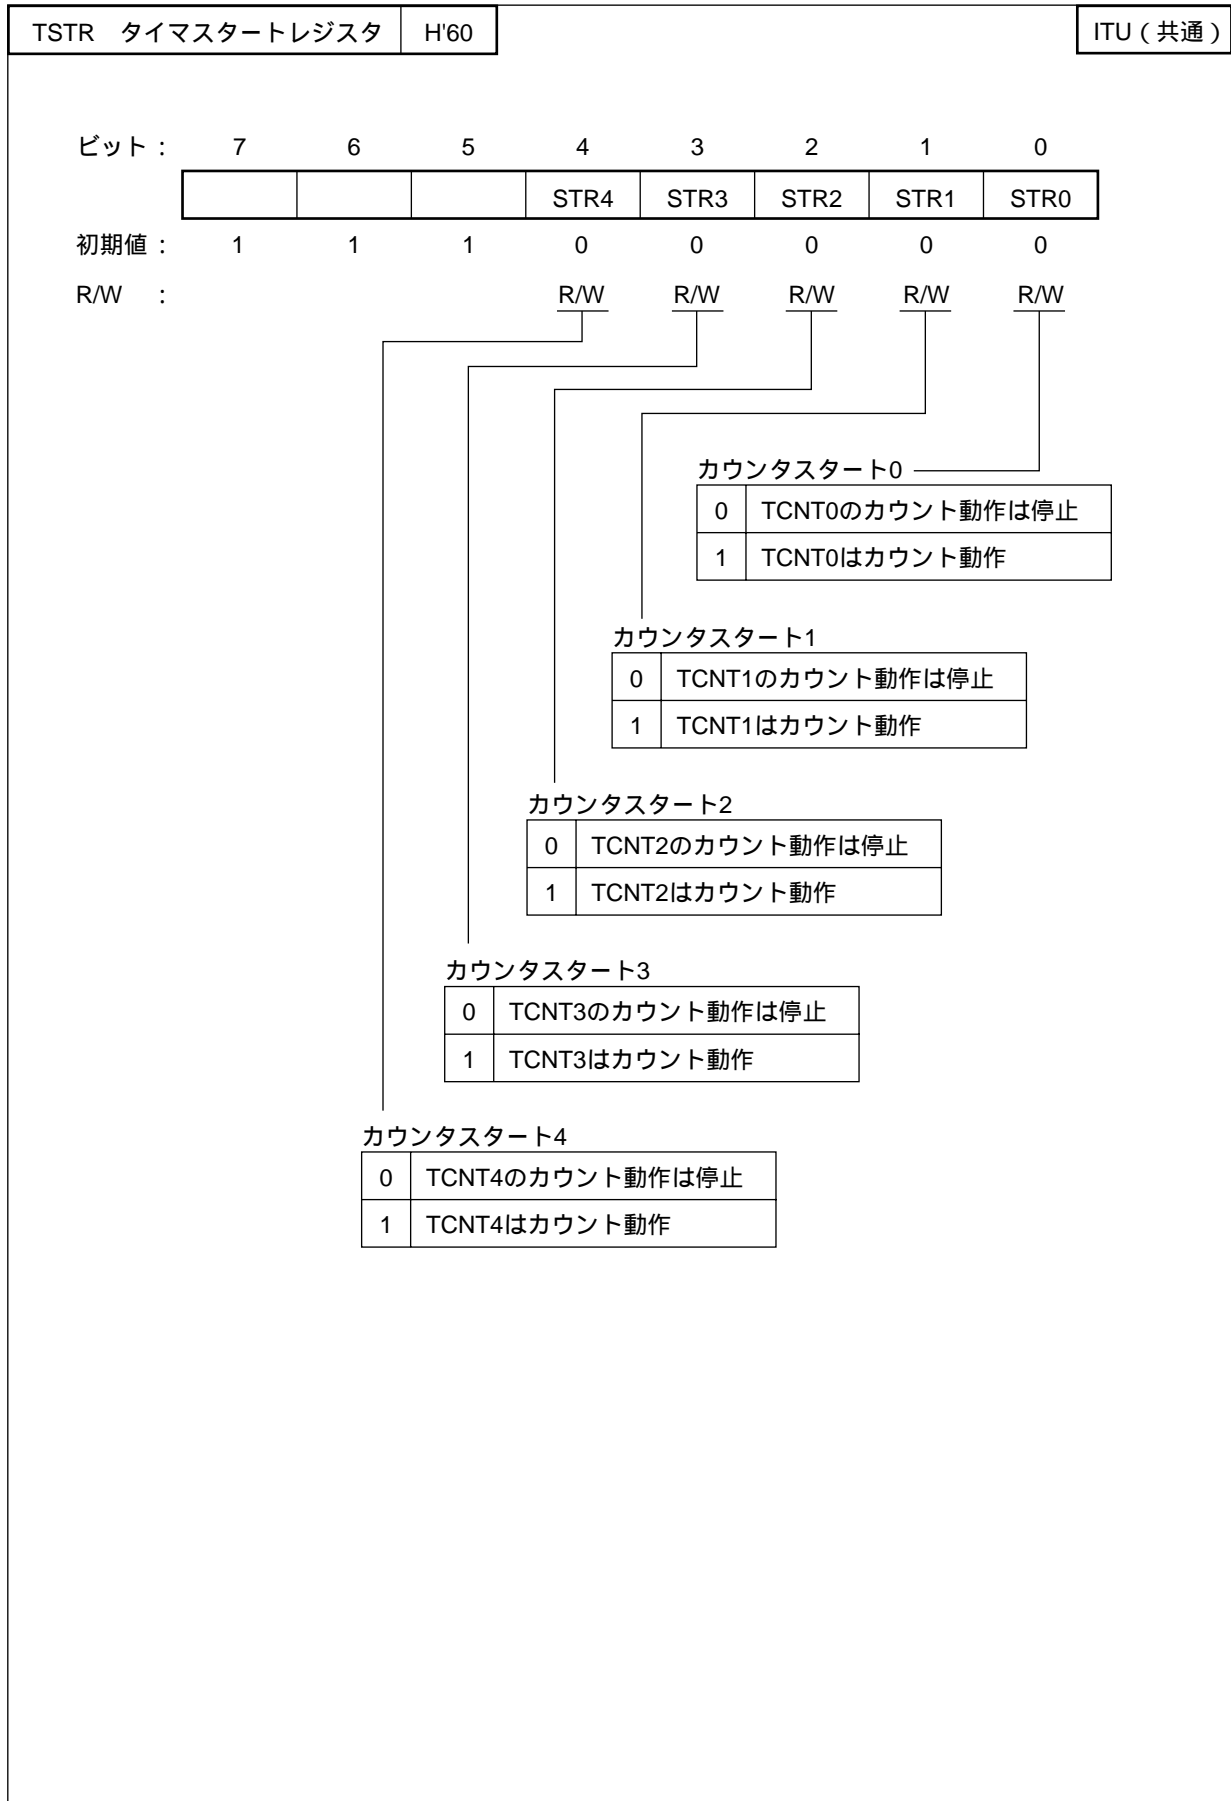 TSTR　タイマスタートレジスタ H'60 ITU（共通）
ビット： 7 6 5 4 3 2 1 0
STR4 STR3 STR2 STR1 STR0
初期値： 1 1 1 0 0 0 0 0
R/W ： R/W R/W R/W R/W R/W
カウンタスタート0
0 TCNT0のカウント動作は停止
1 TCNT0はカウント動作
カウンタスタート1
0 TCNT1のカウント動作は停止
1 TCNT1はカウント動作
カウンタスタート2
0 TCNT2のカウント動作は停止
1 TCNT2はカウント動作
カウンタスタート3
0 TCNT3のカウント動作は停止
1 TCNT3はカウント動作
カウンタスタート4
0 TCNT4のカウント動作は停止
1 TCNT4はカウント動作